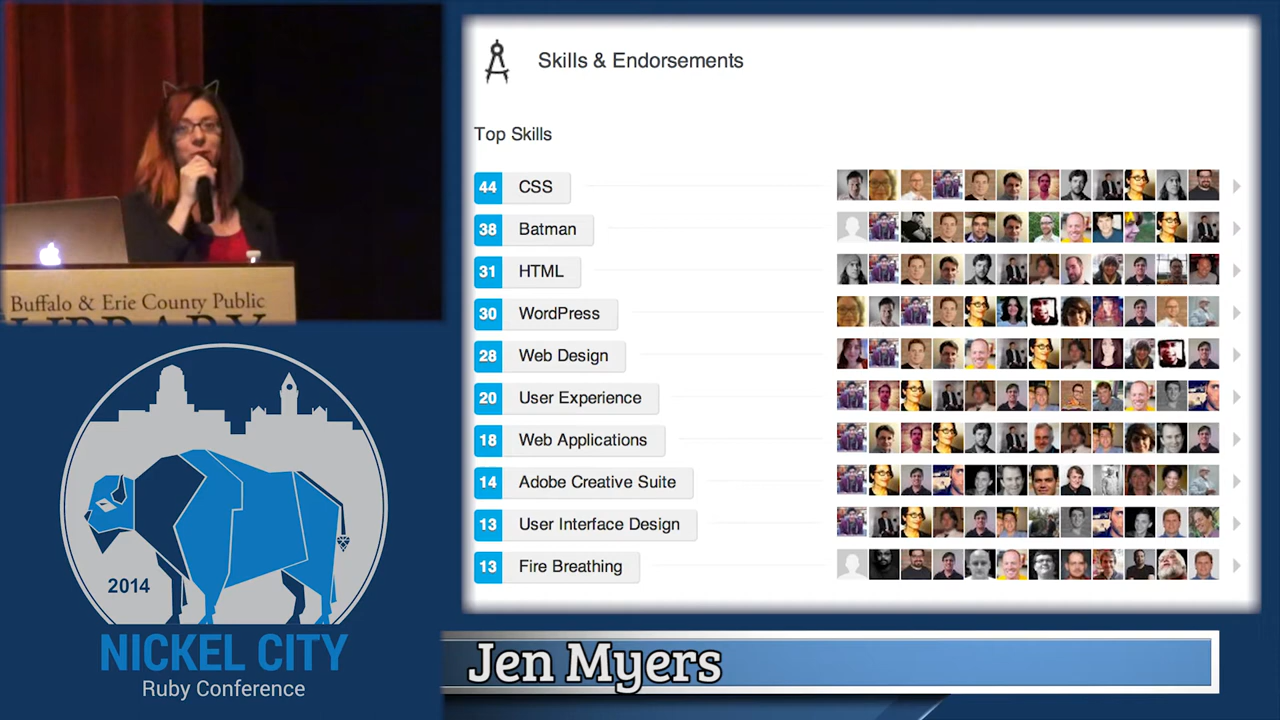 Skills & Endorsements
Top Skills
44 CSS
38 Batman
31 HTML
30 WordPress
28 Web Design
20 User Experience
18 Web Applications
14 Adobe Creative Suite
13 User Interface Design
13 Fire Breathing
Buffalo & Erie County Public
LIBRARY
2014
NICKEL CITY
Ruby Conference
Jen Myers